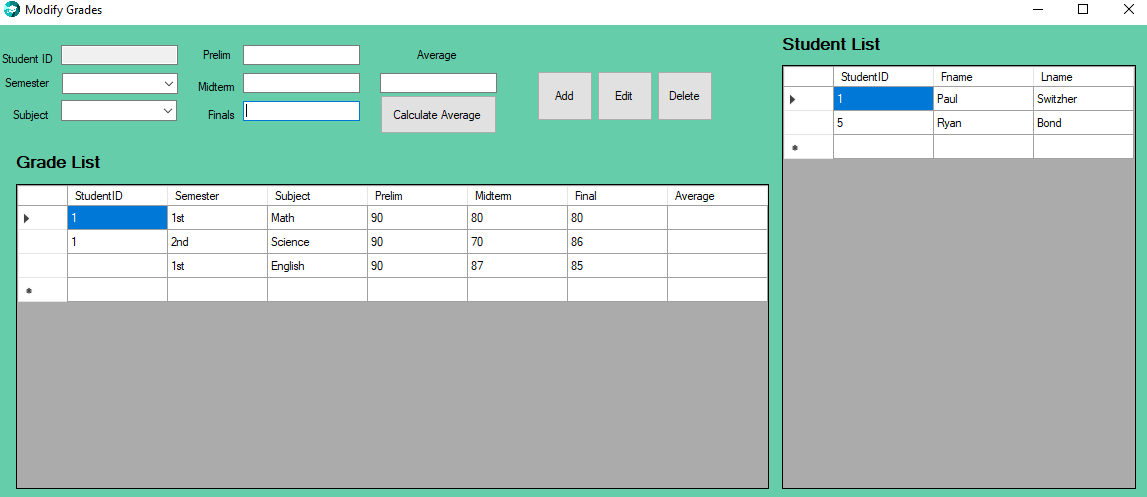 Modify Grades
Student ID Prelim Average
Semester Midterm
Subject Finals Calculate Average
Add Edit Delete
Grade List
StudentID Semester Subject Prelim Midterm Final Average
1 1st Math 90 80 80
1 2nd Science 90 70 86
1st English 90 87 85
Student List
StudentID Fname Lname
1 Paul Switzher
5 Ryan Bond